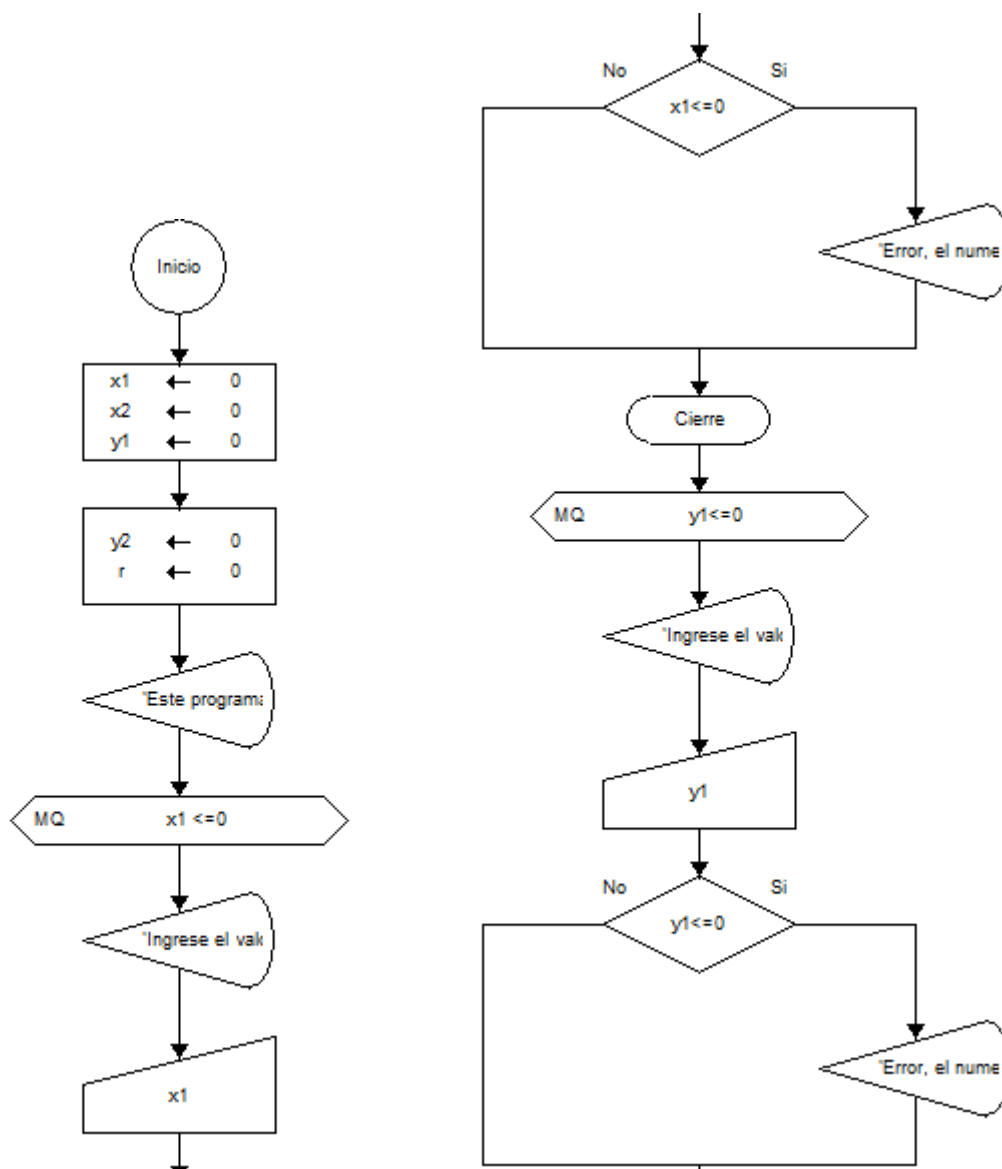 Inicio
x1 ← 0
x2 ← 0
y1 ← 0
y2 ← 0
r ← 0
'Este programa
MQ x1 <=0
'Ingrese el valo
x1
No Si
x1<=0
'Error, el nume
Cierre
MQ y1<=0
'Ingrese el valo
y1
No Si
y1<=0
'Error, el nume